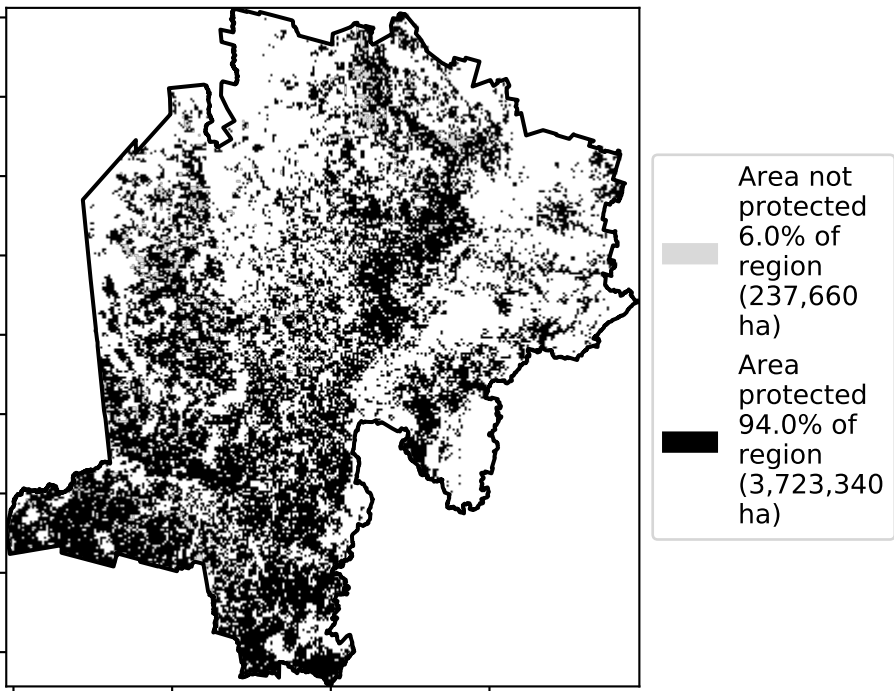 Area not
protected
6.0% of
region
(237,660
ha)
Area
protected
94.0% of
region
(3,723,340
ha)